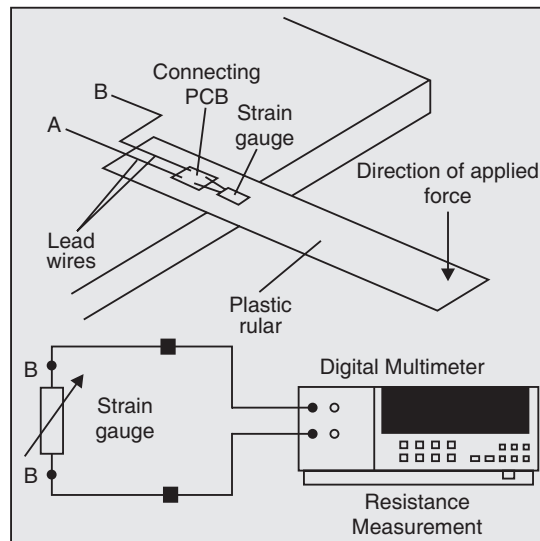 Connecting
PCB
B
Strain
gauge
A
Direction of applied
force
Lead
wires
Plastic
rular
Digital Multimeter
B
Strain
gauge
B
Resistance
Measurement